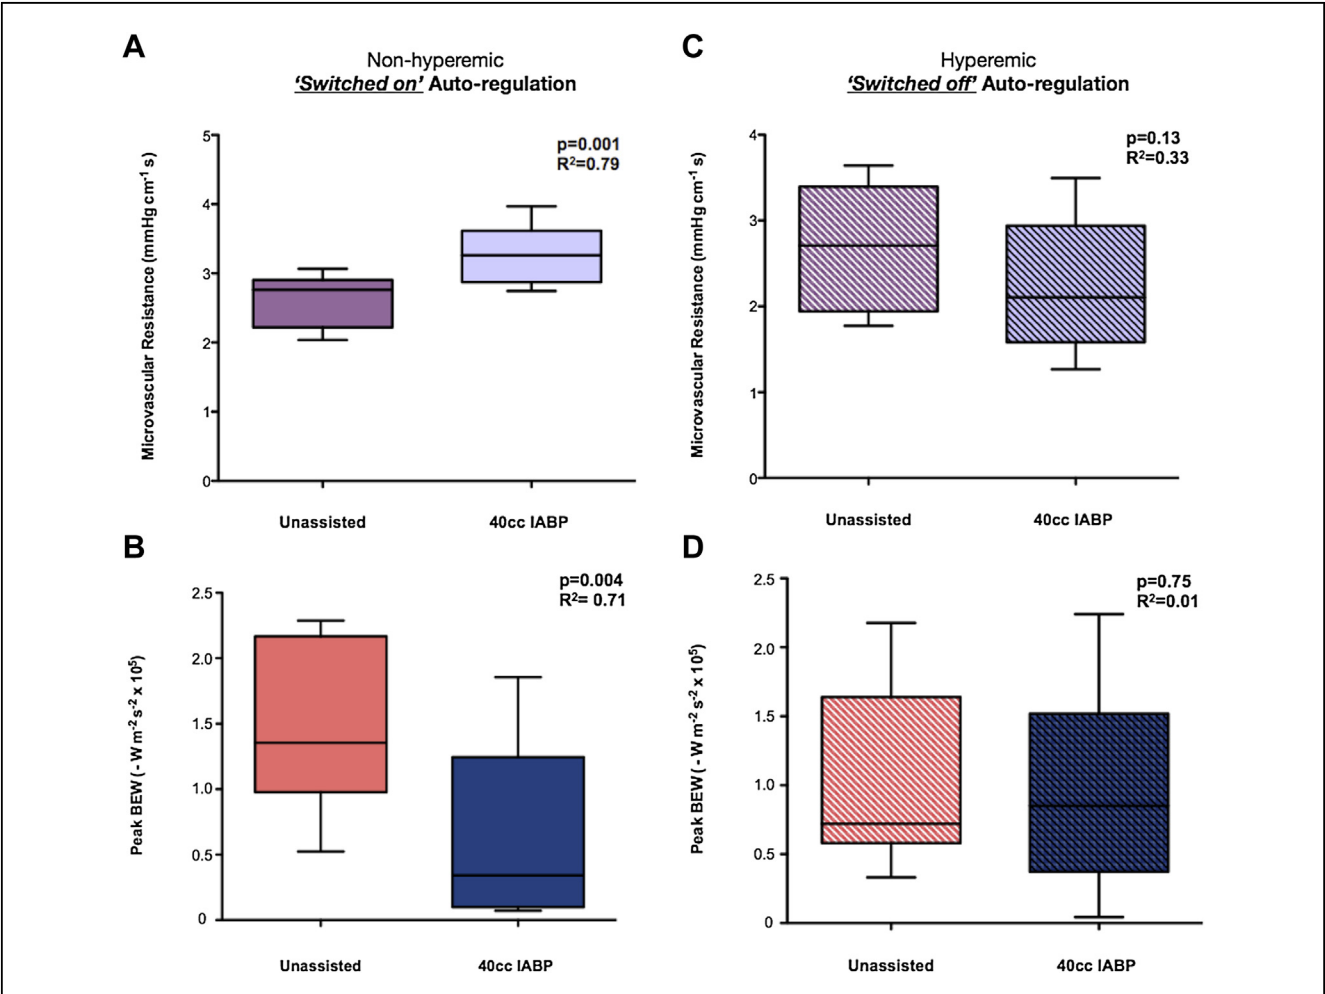 A
Non-hyperemic
‘Switched on’ Auto-regulation
p=0.001
R²=0.79
Microvascular Resistance (mmHg cm⁻¹ s)
5
4
3
2
1
0
Unassisted
40cc IABP
C
Hyperemic
‘Switched off’ Auto-regulation
p=0.13
R²=0.33
Microvascular Resistance (mmHg cm⁻¹ s)
4
3
2
1
0
Unassisted
40cc IABP
B
p=0.004
R²= 0.71
Peak BEW (- W m⁻² s⁻² x 10⁵)
2.5
2.0
1.5
1.0
0.5
0
Unassisted
40cc IABP
D
p=0.75
R²=0.01
Peak BEW (- W m⁻² s⁻² x 10⁵)
2.5
2.0
1.5
1.0
0.5
0
Unassisted
40cc IABP